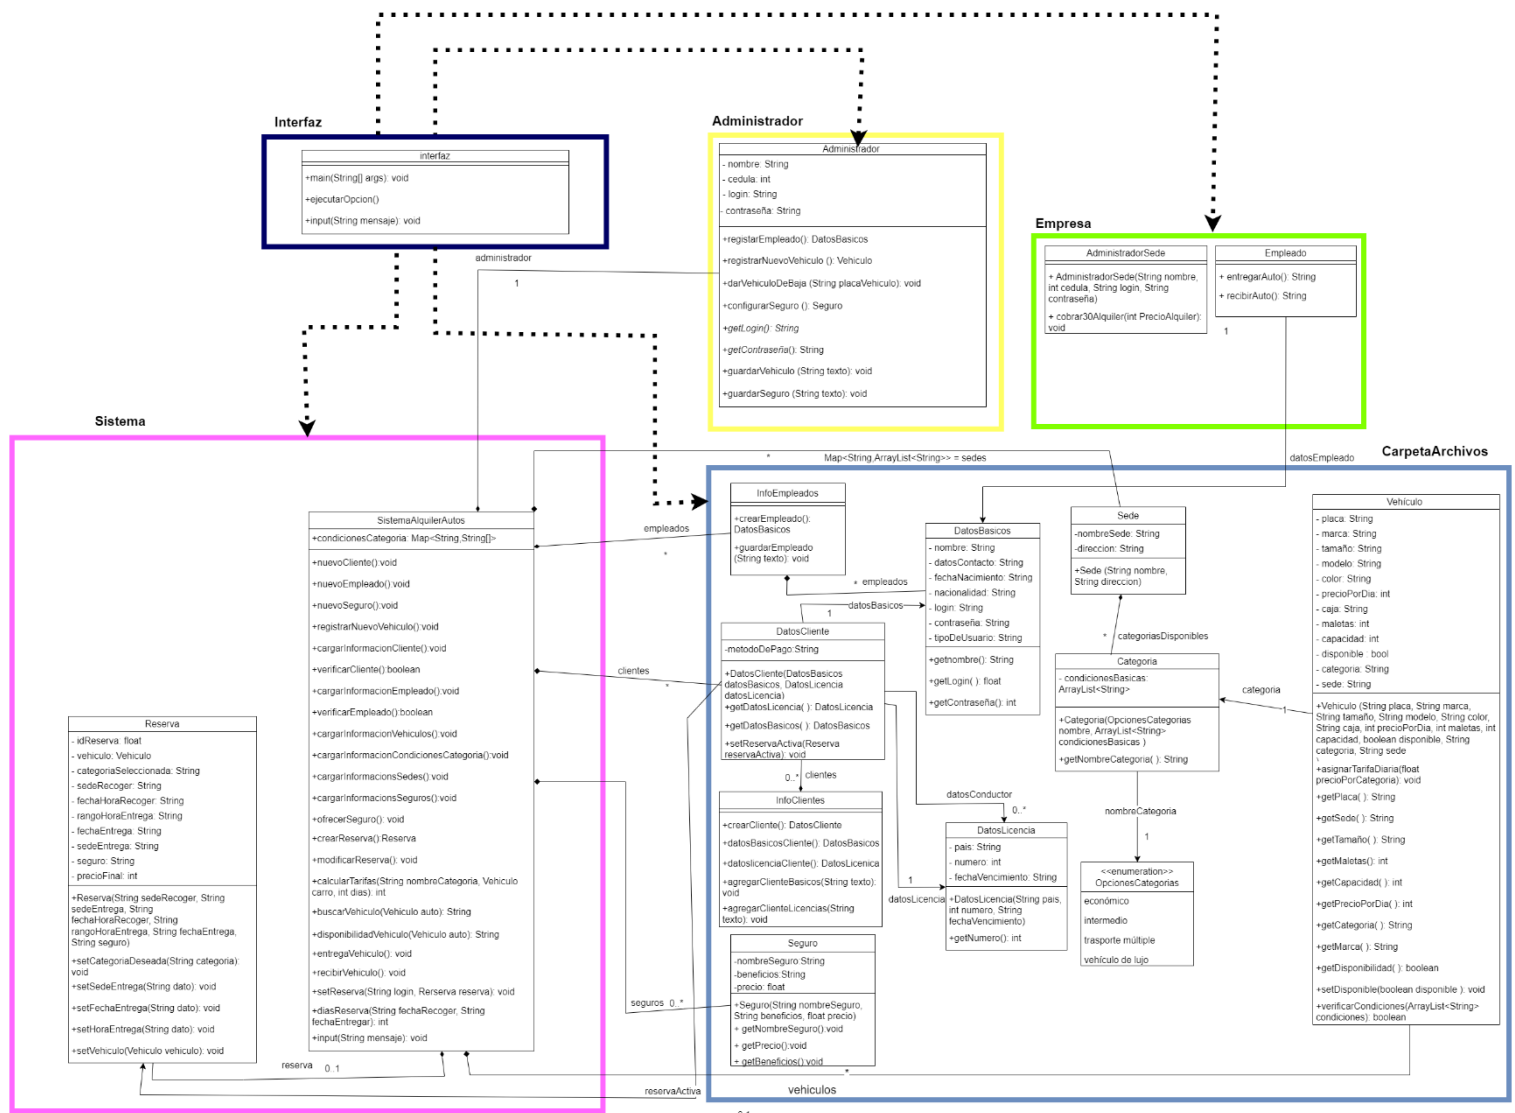 Interfaz
interfaz
+main(String[] args): void
+ejecutarOpcion()
+input(String mensaje): void
Administrador
Administrador
- nombre: String
- cedula: int
- login: String
- contraseña: String
+registarEmpleado(): DatosBasicos
+registrarNuevoVehiculo (): Vehiculo
+darVehiculoDeBaja (String placaVehiculo): void
+configurarSeguro (): Seguro
+getLogin(): String
+getContraseña(): String
+guardarVehiculo (String texto): void
+guardarSeguro (String texto): void
Empresa
AdministradorSede
+ AdministradorSede(String nombre,
int cedula, String login, String
contraseña)
+ cobrar30Alquiler(int PrecioAlquiler):
void
Empleado
+ entregarAuto(): String
+ recibirAuto(): String
1
datosEmpleado
administrador
1
Sistema
SistemaAlquilerAutos
+condicionesCategoria: Map<String,String[]>
+nuevoCliente():void
+nuevoEmpleado():void
+nuevoSeguro():void
+registrarNuevoVehiculo():void
+cargarInformacionCliente():void
+verificarCliente():boolean
+cargarInformacionEmpleado():void
+verificarEmpleado():boolean
+cargarInformacionVehiculos():void
+cargarInformacionCondicionesCategoria():void
+cargarInformacionsSedes():void
+cargarInformacionsSeguros():void
+ofrecerSeguro(): void
+crearReserva():Reserva
+modificarReserva(): void
+calcularTarifas(String nombreCategoria, Vehiculo
carro, int dias): int
+buscarVehiculo(Vehiculo auto): String
+disponibilidadVehiculo(Vehiculo auto): String
+entregaVehiculo(): void
+recibirVehiculo(): void
+setReserva(String login, Rerserva reserva): void
+diasReserva(String fechaRecoger, String
fechaEntregar): int
+input(String mensaje): void
Reserva
- idReserva: float
- vehiculo: Vehiculo
- categoriaSeleccionada: String
- sedeRecoger: String
- fechaHoraRecoger: String
- rangoHoraEntrega: String
- fechaEntrega: String
- sedeEntrega: String
- seguro: String
- precioFinal: int
+Reserva(String sedeRecoger, String
sedeEntrega, String
fechaHoraRecoger, String
rangoHoraEntrega, String fechaEntrega,
String seguro)
+setCategoriaDeseada(String categoria):
void
+setSedeEntrega(String dato): void
+setFechaEntrega(String dato): void
+setHoraEntrega(String dato): void
+setVehiculo(Vehiculo vehiculo): void
reserva
0..1
reservaActiva
0..1
CarpetaArchivos
*
Map<String,ArrayList<String>> = sedes
InfoEmpleados
+crearEmpleado():
DatosBasicos
+guardarEmpleado
(String texto): void
empleados
*
* empleados
DatosBasicos
- nombre: String
- datosContacto: String
- fechaNacimiento: String
- nacionalidad: String
- login: String
- contraseña: String
- tipoDeUsuario: String
+getnombre(): String
+getLogin( ): float
+getContraseña(): int
datosBasicos
1
DatosCliente
-metodoDePago:String
+DatosCliente(DatosBasicos
datosBasicos, DatosLicencia
datosLicencia)
+getDatosLicencia( ): DatosLicencia
+getDatosBasicos( ): DatosBasicos
+setReservaActiva(Reserva
reservaActiva): void
clientes
*
0..* clientes
InfoClientes
+crearCliente(): DatosCliente
+datosBasicosCliente(): DatosBasicos
+datoslicenciaCliente(): DatosLicenica
+agregarClienteBasicos(String texto):
void
+agregarClienteLicencias(String
texto): void
datosConductor
0..*
1
datosLicencia
DatosLicencia
- pais: String
- numero: int
- fechaVencimiento: String
+DatosLicencia(String pais,
int numero, String
fechaVencimiento)
+getNumero(): int
Seguro
-nombreSeguro:String
-beneficios:String
-precio: float
+Seguro(String nombreSeguro,
String beneficios, float precio)
+ getNombreSeguro():void
+ getPrecio():void
+ getBeneficios():void
seguros 0..*
Sede
-nombreSede: String
-direccion: String
+Sede (String nombre,
String direccion)
* categoriasDisponibles
Categoria
- condicionesBasicas:
ArrayList<String>
+Categoria(OpcionesCategorias
nombre, ArrayList<String>
condicionesBasicas )
+getNombreCategoria( ): String
categoria
1
nombreCategoria
1
<<enumeration>>
OpcionesCategorias
económico
intermedio
trasporte múltiple
vehículo de lujo
Vehículo
- placa: String
- marca: String
- tamaño: String
- modelo: String
- color: String
- precioPorDia: int
- caja: String
- maletas: int
- capacidad: int
- disponible : bool
- categoria: String
- sede: String
+Vehiculo (String placa, String marca,
String tamaño, String modelo, String color,
String caja, int precioPorDia, int maletas, int
capacidad, boolean disponible, String
categoria, String sede
)
+asignarTarifaDiaria(float
precioPorCategoria): void
+getPlaca( ): String
+getSede( ): String
+getTamaño( ): String
+getMaletas(): int
+getCapacidad( ): int
+getPrecioPorDia( ): int
+getCategoria( ): String
+getMarca( ): String
+getDisponibilidad( ): boolean
+setDisponible(boolean disponible ): void
+verificarCondiciones(ArrayList<String>
condiciones): boolean
*
vehiculos